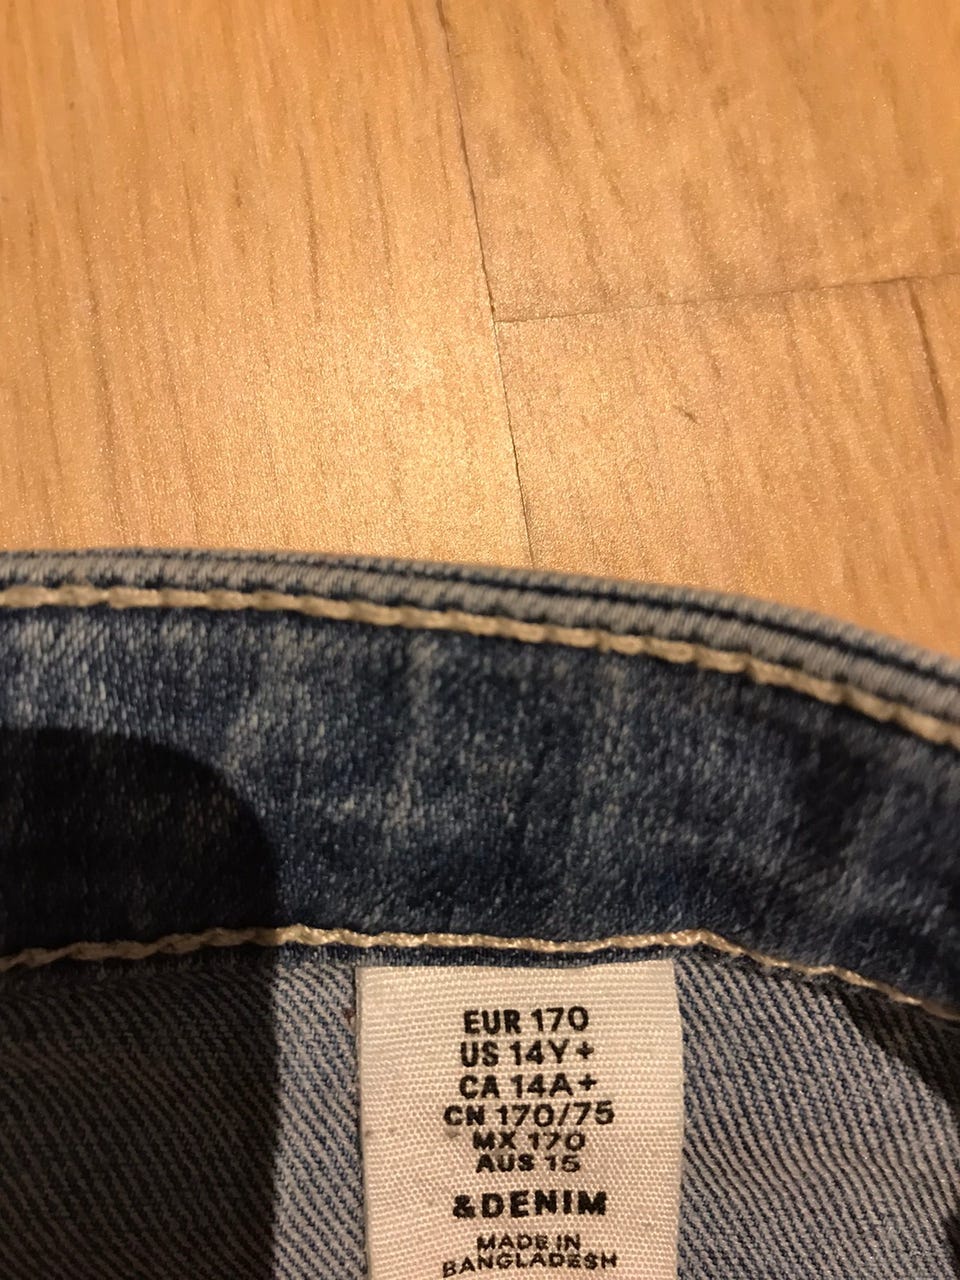 EUR 170
US 14Y+
CA 14A+
CN 170/75
MX 170
AUS 15
&DENIM
MADE IN
BANGLADESH